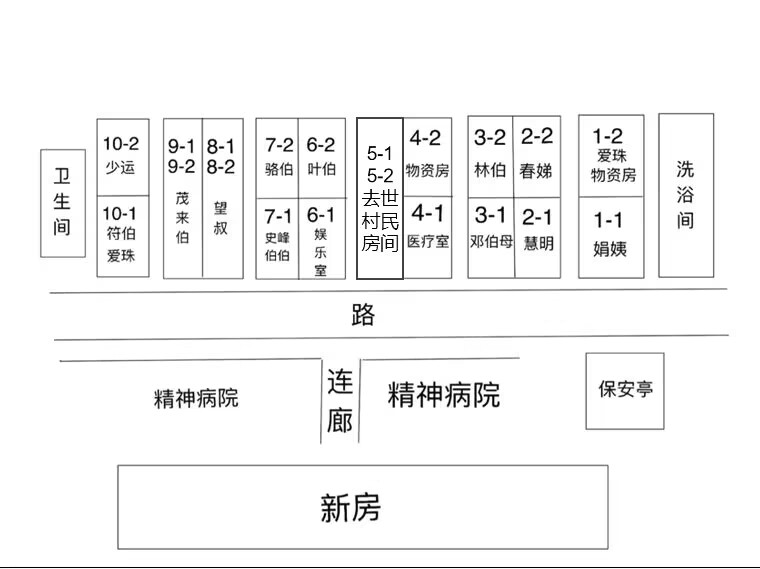 卫生间
10-2
少运
10-1
符伯
爱珠
9-1
9-2
茂来伯
8-1
8-2
望叔
7-2
骆伯
6-2
叶伯
7-1
史峰
伯伯
6-1
娱乐室
5-1
5-2
去世
村民
房间
4-2
物资房
4-1
医疗室
3-2
林伯
2-2
春娣
3-1
邓伯母
2-1
慧明
1-2
爱珠
物资房
1-1
娟姨
洗浴间
路
精神病院
连廊
精神病院
保安亭
新房